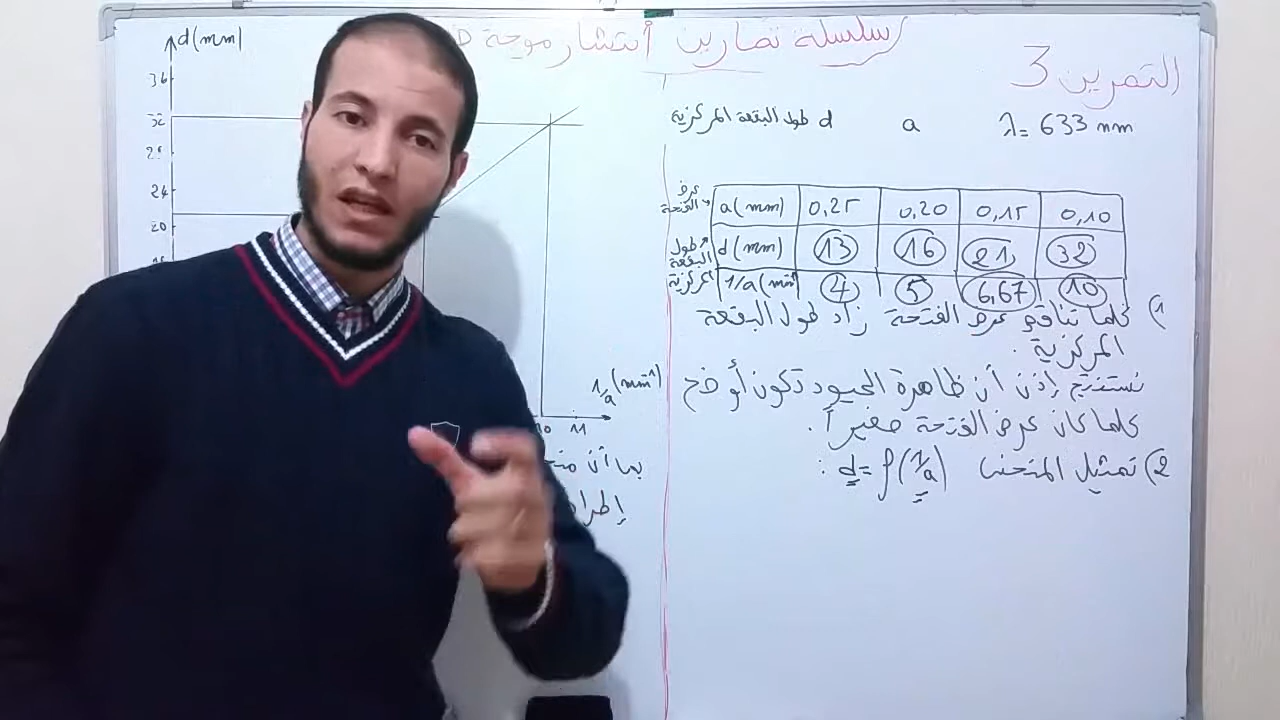 سلسلة تمارين انتشار موجة
التمرين 3
λ = 633 nm
a
d طول البقعة المركزية
عرض الفتحة
a(mm) 0,25 0,20 0,15 0,10
طول البقعة المركزية
d(mm) 13 16 21 32
1/a(mm⁻¹) 4 5 6,67 10
1) كلما تناقص عرض الفتحة زاد طول البقعة
المركزية.
نستنتج إذن أن ظاهرة الحيود تكون أوضح
كلما كان عرض الفتحة صغيراً.
2) تمثيل المنحنى d = f(1/a) :
d(mm)
36
32
28
24
20
1/a(mm⁻¹)
10 11
بما أن